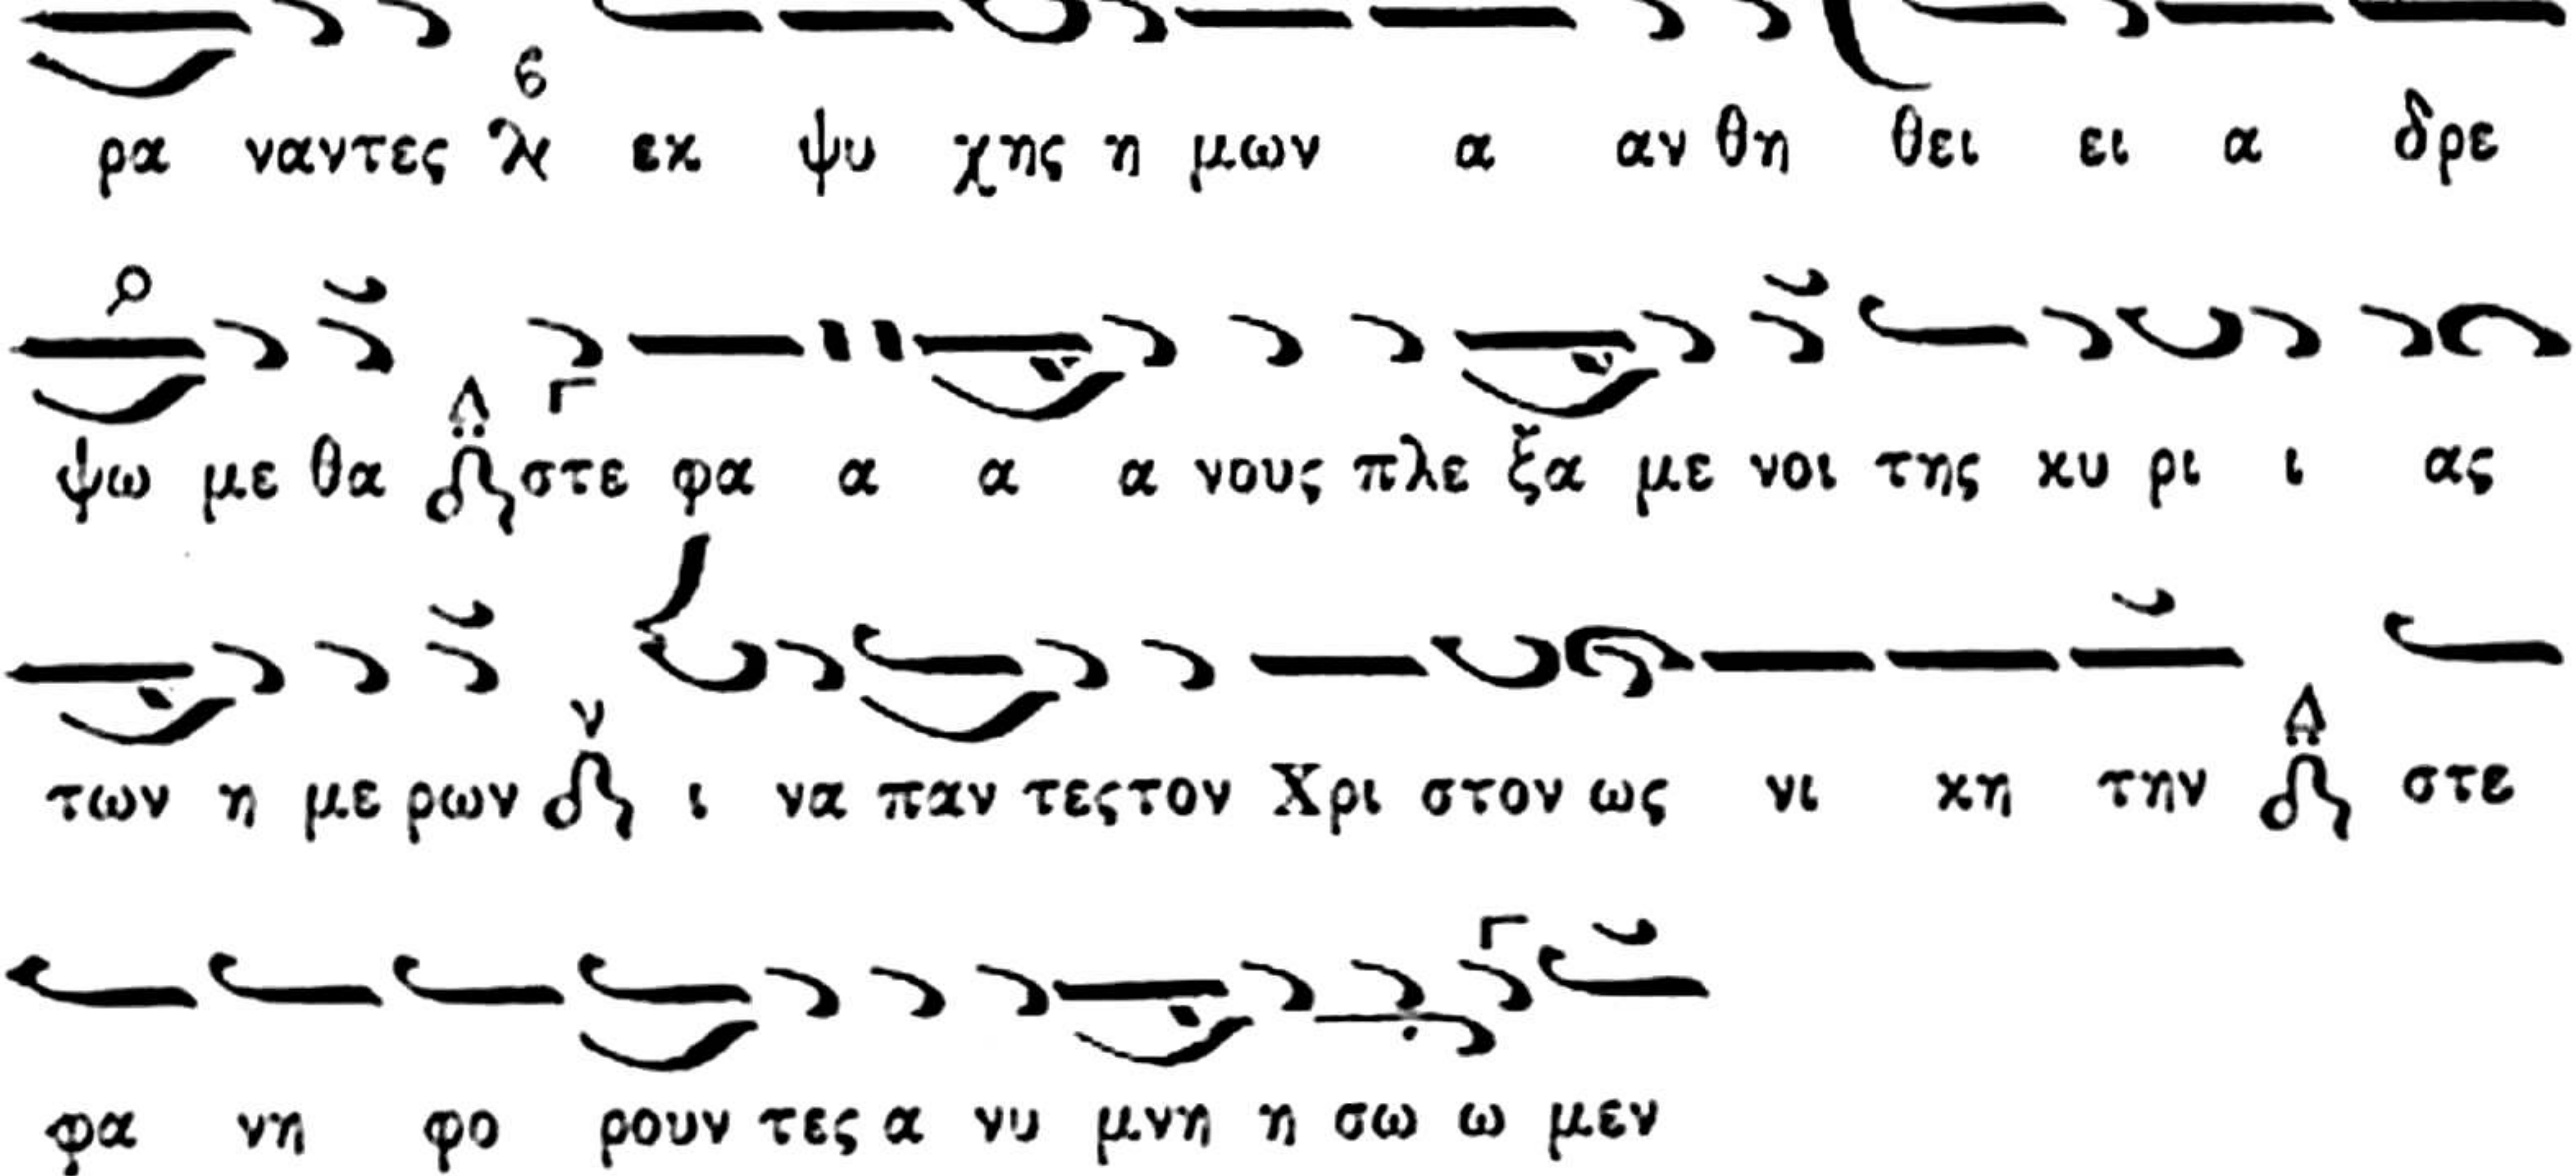 ρα ναντες ϗ εκ ψυ χης η μων α αν θη θει ει α δρε
ψω με θα στε φα α α α νους πλε ξα με νοι της κυ ρι ι ας
των η με ρων ι να παν τες τον Χρι στον ως νι κη την στε
φα νη φο ρουν τες α νυ μνη η σω ω μεν